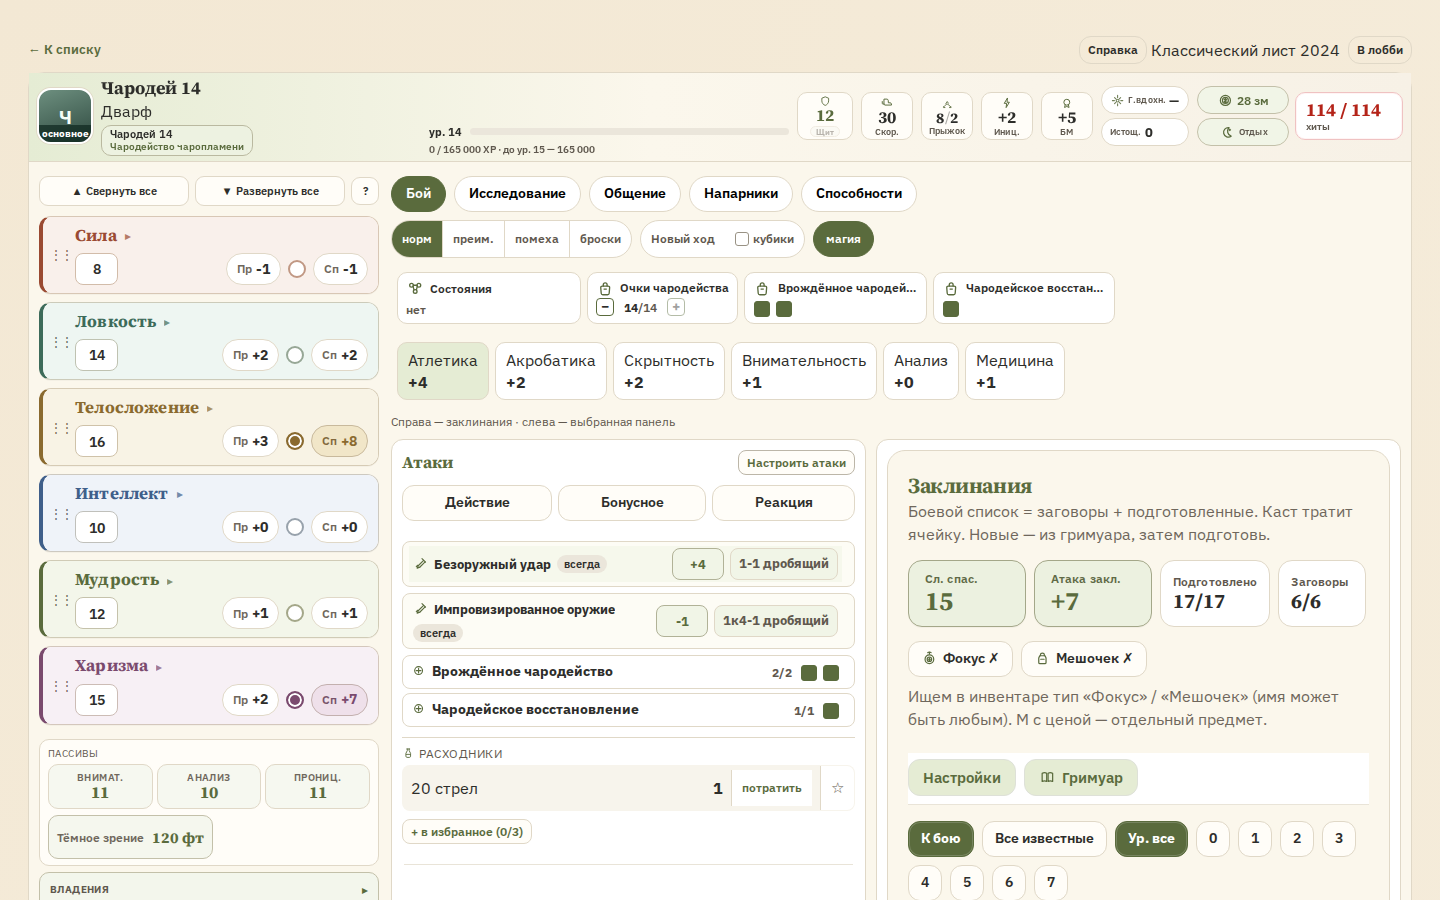 ← К списку
Справка
Классический лист 2024
В лобби
Ч
основное
Чародей 14
Дварф
Чародей 14
Чародейство чаропламени
ур. 14
0 / 165 000 XP · до ур. 15 — 165 000
12
Щит
30
Скор.
8/2
Прыжок
+2
Иниц.
+5
БМ
Г.вдохн. —
Истощ. 0
28 зм
Отдых
114 / 114
хиты
▲ Свернуть все
▼ Развернуть все
?
Сила ▸
8
Пр -1
Сп -1
Ловкость ▸
14
Пр +2
Сп +2
Телосложение ▸
16
Пр +3
Сп +8
Интеллект ▸
10
Пр +0
Сп +0
Мудрость ▸
12
Пр +1
Сп +1
Харизма ▸
15
Пр +2
Сп +7
ПАССИВЫ
ВНИМАТ.
11
АНАЛИЗ
10
ПРОНИЦ.
11
Тёмное зрение 120 фт
ВЛАДЕНИЯ ▸
Бой
Исследование
Общение
Напарники
Способности
норм
преим.
помеха
броски
Новый ход
кубики
магия
Состояния
нет
Очки чародейства
− 14/14 +
Врождённое чародей...
Чародейское восстан...
Атлетика
+4
Акробатика
+2
Скрытность
+2
Внимательность
+1
Анализ
+0
Медицина
+1
Справа — заклинания · слева — выбранная панель
Атаки
Настроить атаки
Действие
Бонусное
Реакция
Безоружный удар всегда
+4
1-1 дробящий
Импровизированное оружие
всегда
-1
1к4-1 дробящий
Врождённое чародейство
2/2
Чародейское восстановление
1/1
РАСХОДНИКИ
20 стрел
1
потратить
☆
+ в избранное (0/3)
Заклинания
Боевой список = заговоры + подготовленные. Каст тратит
ячейку. Новые — из гримуара, затем подготовь.
Сл. спас.
15
Атака закл.
+7
Подготовлено
17/17
Заговоры
6/6
Фокус ✗
Мешочек ✗
Ищем в инвентаре тип «Фокус» / «Мешочек» (имя может
быть любым). М с ценой — отдельный предмет.
Настройки
Гримуар
К бою
Все известные
Ур. все
0
1
2
3
4
5
6
7